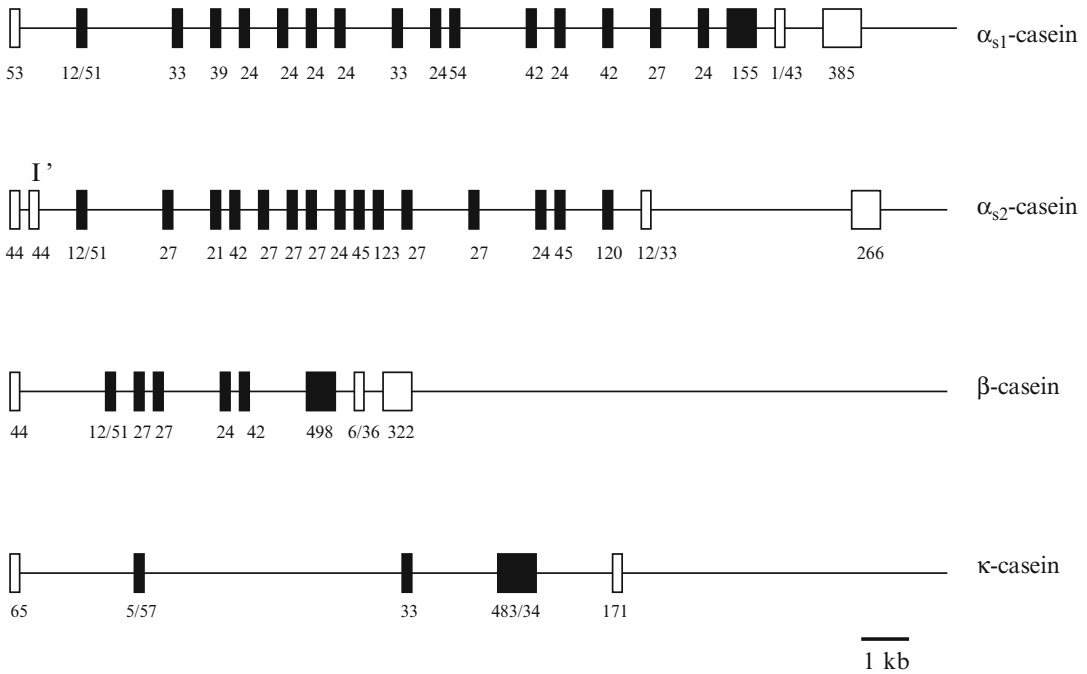 α_s1-casein
53 12/51 33 39 24 24 24 24 33 24 54 42 24 42 27 24 155 1/43 385
I’
α_s2-casein
44 44 12/51 27 21 42 27 27 27 24 45 123 27 27 24 45 120 12/33 266
β-casein
44 12/51 27 27 24 42 498 6/36 322
κ-casein
65 5/57 33 483/34 171
1 kb